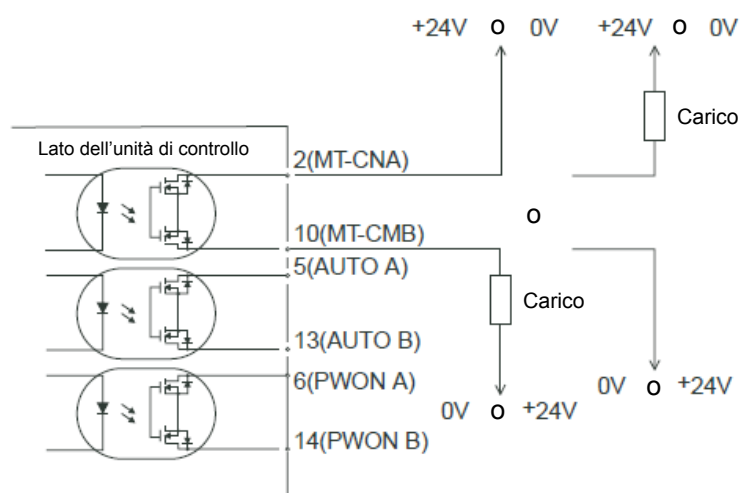 +24V o 0V
+24V o 0V
Carico
Lato dell'unità di controllo
2(MT-CNA)
o
10(MT-CMB)
5(AUTO A)
Carico
13(AUTO B)
6(PWON A)
0V o +24V
0V o +24V
14(PWON B)